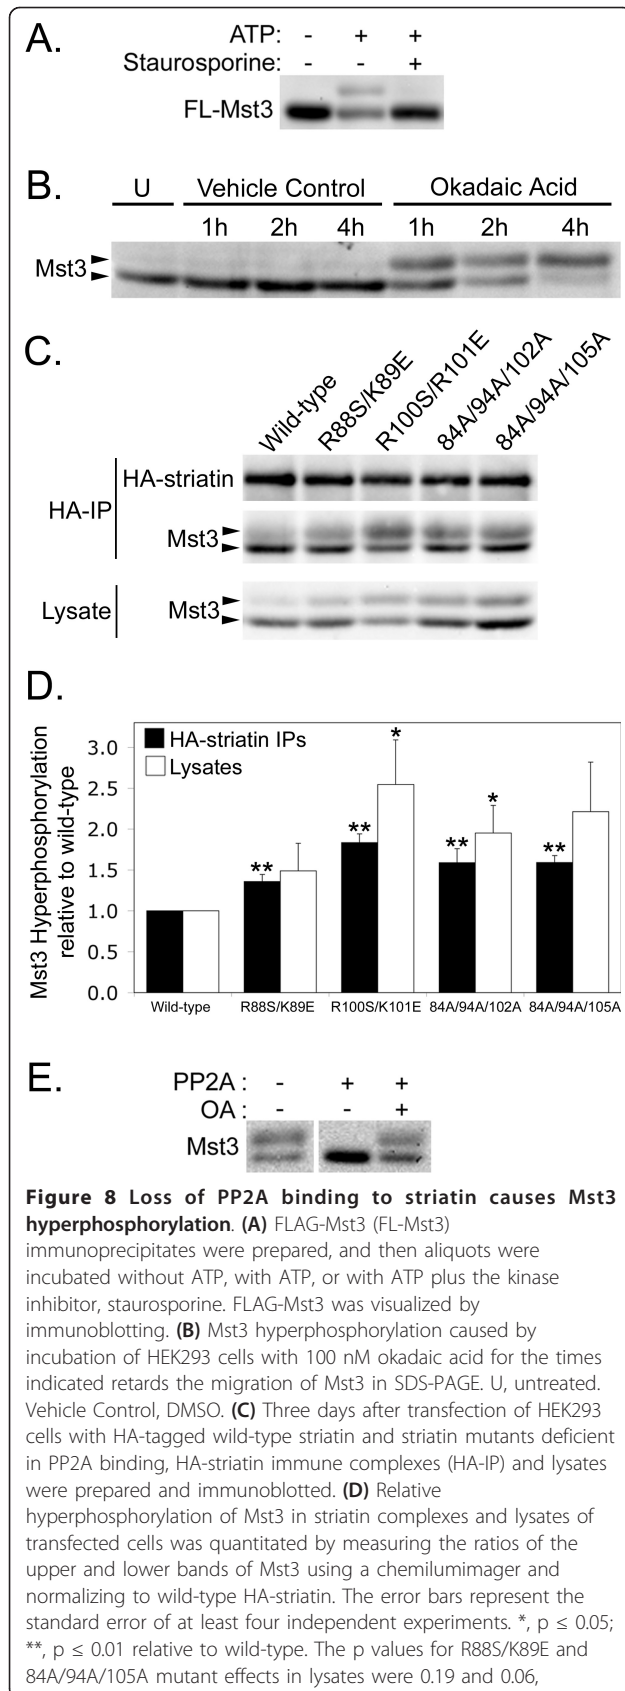 A.
ATP: - + +
Staurosporine: - - +
FL-Mst3
B.
U Vehicle Control Okadaic Acid
1h 2h 4h 1h 2h 4h
Mst3
C.
Wild-type R88S/K89E R100S/R101E 84A/94A/102A 84A/94A/105A
HA-IP
HA-striatin
Mst3
Lysate Mst3
D.
Mst3 Hyperphosphorylation
relative to wild-type
3.0
2.5
2.0
1.5
1.0
0.5
0.0
HA-striatin IPs
Lysates
** ** * ** * **
Wild-type R88S/K89E R100S/K101E 84A/94A/102A 84A/94A/105A
E.
PP2A : - + +
OA : - - +
Mst3
Figure 8 Loss of PP2A binding to striatin causes Mst3
hyperphosphorylation. (A) FLAG-Mst3 (FL-Mst3)
immunoprecipitates were prepared, and then aliquots were
incubated without ATP, with ATP, or with ATP plus the kinase
inhibitor, staurosporine. FLAG-Mst3 was visualized by
immunoblotting. (B) Mst3 hyperphosphorylation caused by
incubation of HEK293 cells with 100 nM okadaic acid for the times
indicated retards the migration of Mst3 in SDS-PAGE. U, untreated.
Vehicle Control, DMSO. (C) Three days after transfection of HEK293
cells with HA-tagged wild-type striatin and striatin mutants deficient
in PP2A binding, HA-striatin immune complexes (HA-IP) and lysates
were prepared and immunoblotted. (D) Relative
hyperphosphorylation of Mst3 in striatin complexes and lysates of
transfected cells was quantitated by measuring the ratios of the
upper and lower bands of Mst3 using a chemilumimager and
normalizing to wild-type HA-striatin. The error bars represent the
standard error of at least four independent experiments. *, p ≤ 0.05;
**, p ≤ 0.01 relative to wild-type. The p values for R88S/K89E and
84A/94A/105A mutant effects in lysates were 0.19 and 0.06,